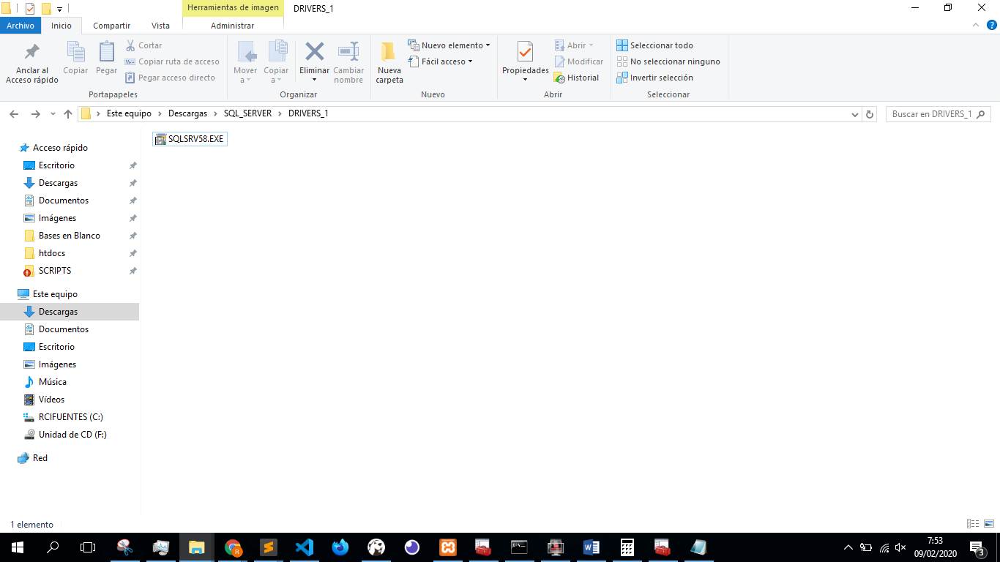 Herramientas de imagen
DRIVERS_1
Archivo
Inicio
Compartir
Vista
Administrar
Anclar al
Acceso rápido
Copiar
Pegar
Cortar
Copiar ruta de acceso
Pegar acceso directo
Portapapeles
Mover
a
Copiar
a
Eliminar
Cambiar
nombre
Organizar
Nueva
carpeta
Nuevo elemento
Fácil acceso
Nuevo
Propiedades
Abrir
Modificar
Historial
Abrir
Seleccionar todo
No seleccionar ninguno
Invertir selección
Seleccionar
Este equipo > Descargas > SQL_SERVER > DRIVERS_1
Buscar en DRIVERS_1
Acceso rápido
Escritorio
Descargas
Documentos
Imágenes
Bases en Blanco
htdocs
SCRIPTS
Este equipo
Descargas
Documentos
Escritorio
Imágenes
Música
Vídeos
RCIFUENTES (C:)
Unidad de CD (F:)
Red
SQLSRV58.EXE
1 elemento
7:53
09/02/2020
3